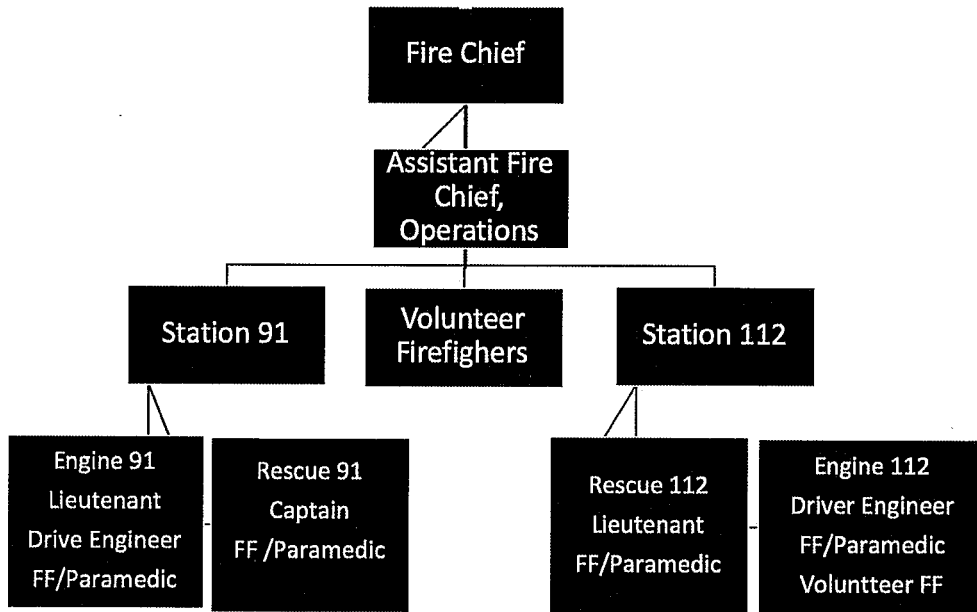 Fire Chief
Assistant Fire
Chief,
Operations
Station 91
Volunteer
Firefighers
Station 112
Engine 91
Lieutenant
Drive Engineer
FF/Paramedic
Rescue 91
Captain
FF /Paramedic
Rescue 112
Lieutenant
FF/Paramedic
Engine 112
Driver Engineer
FF/Paramedic
Voluntteer FF